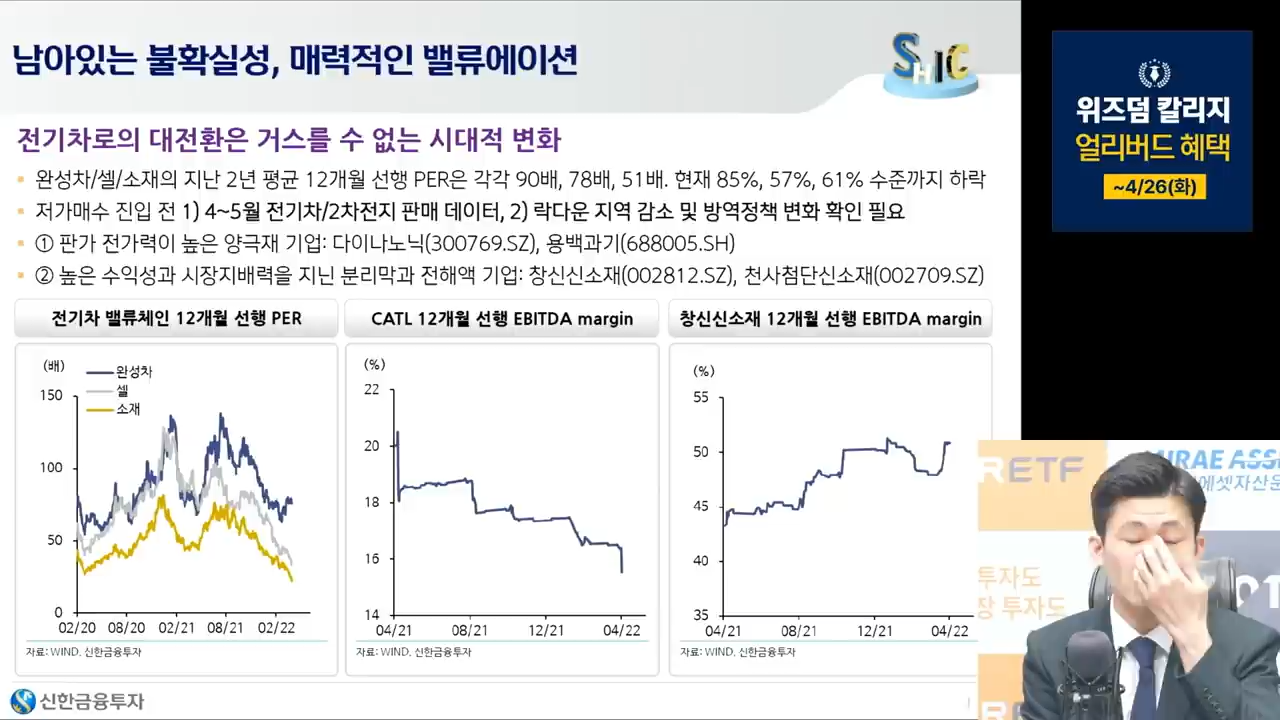 남아있는 불확실성, 매력적인 밸류에이션
SHIC
전기차로의 대전환은 거스를 수 없는 시대적 변화
완성차/셀/소재의 지난 2년 평균 12개월 선행 PER은 각각 90배, 78배, 51배. 현재 85%, 57%, 61% 수준까지 하락
저가매수 진입 전 1) 4~5월 전기차/2차전지 판매 데이터, 2) 락다운 지역 감소 및 방역정책 변화 확인 필요
① 판가 전가력이 높은 양극재 기업: 다이나노닉(300769.SZ), 용백과기(688005.SH)
② 높은 수익성과 시장지배력을 지닌 분리막과 전해액 기업: 창신신소재(002812.SZ), 천사첨단신소재(002709.SZ)
전기차 밸류체인 12개월 선행 PER
(배)
완성차
셀
소재
150
100
50
0
02/20 08/20 02/21 08/21 02/22
자료: WIND, 신한금융투자
CATL 12개월 선행 EBITDA margin
(%)
22
20
18
16
14
04/21 08/21 12/21 04/22
자료: WIND, 신한금융투자
창신신소재 12개월 선행 EBITDA margin
(%)
55
50
45
40
35
04/21 08/21 12/21 04/22
자료: WIND, 신한금융투자
신한금융투자
위즈덤 칼리지
얼리버드 혜택
~4/26(화)
RETF
IRAE ASS
에셋자산운
투자도
장 투자도
01
R